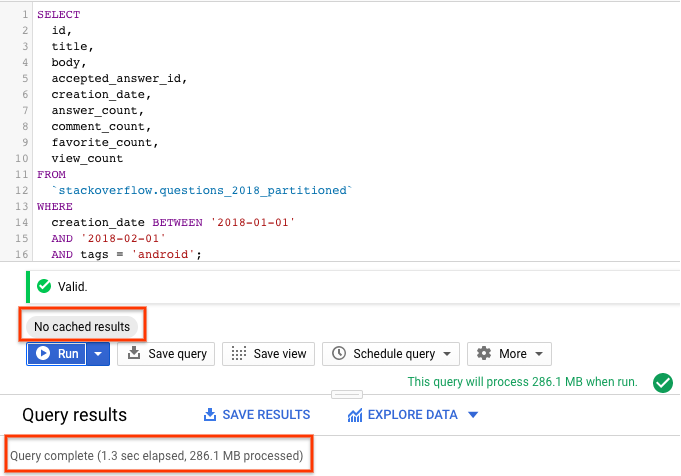 1 SELECT
2 id,
3 title,
4 body,
5 accepted_answer_id,
6 creation_date,
7 answer_count,
8 comment_count,
9 favorite_count,
10 view_count
11 FROM
12 `stackoverflow.questions_2018_partitioned`
13 WHERE
14 creation_date BETWEEN '2018-01-01'
15 AND '2018-02-01'
16 AND tags = 'android';
Valid.
No cached results
Run Save query Save view Schedule query More
This query will process 286.1 MB when run.
Query results SAVE RESULTS EXPLORE DATA
Query complete (1.3 sec elapsed, 286.1 MB processed)